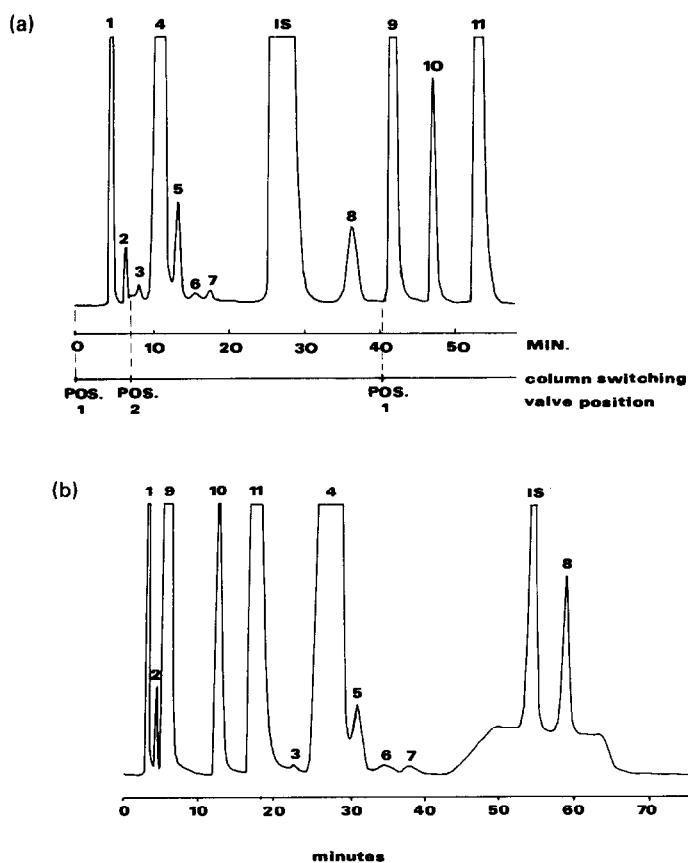 (a)
1 4 IS 9 11
10
5
2 8
3
6 7
0 10 20 30 40 50 MIN.
column switching
POS. POS. POS. valve position
1 2 1
(b)
1 9 10 11 4 IS
8
2
5
3 6 7
0 10 20 30 40 50 60 70
minutes